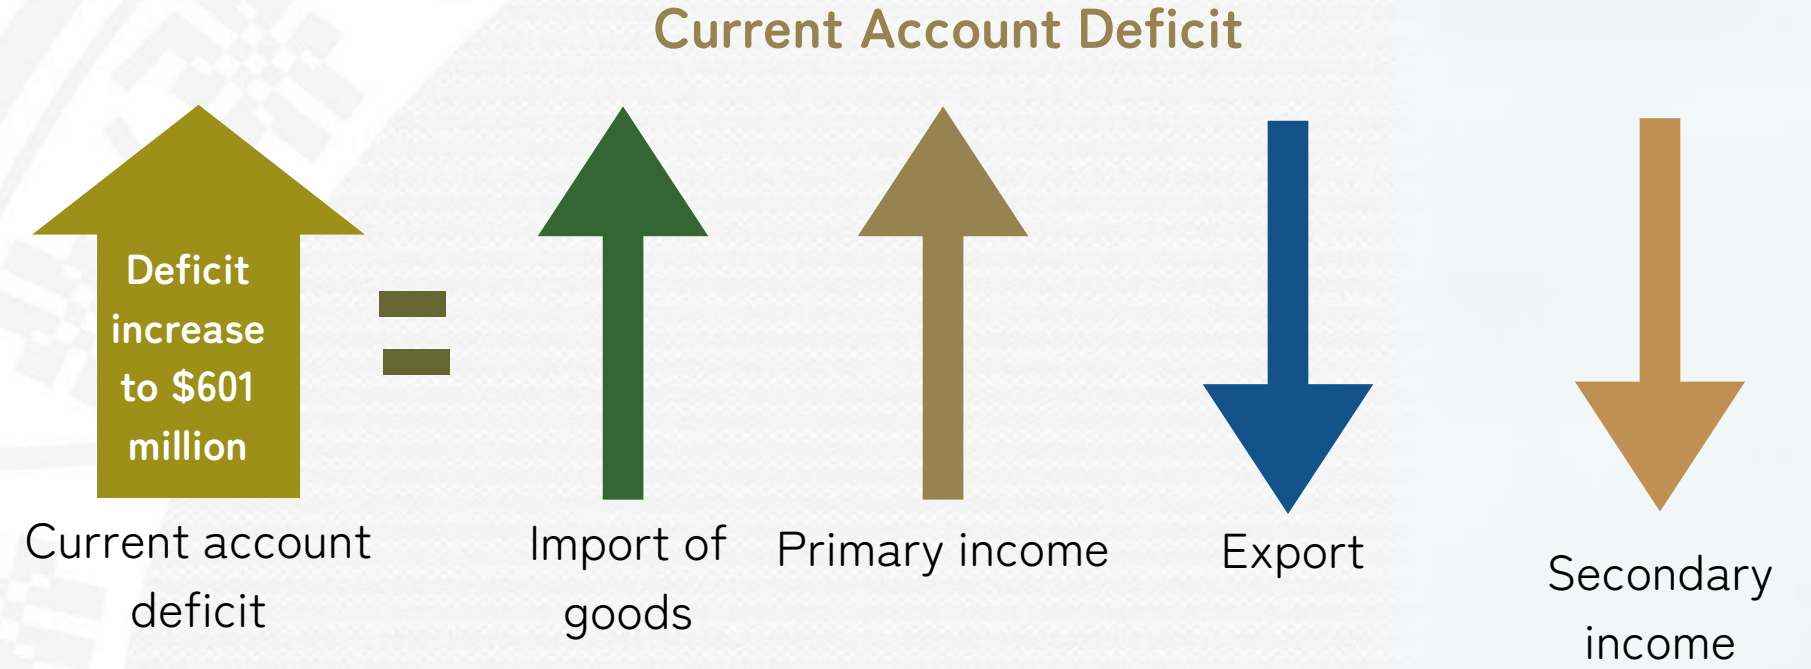 Current Account Deficit
Deficit
increase
to $601
million
Current account
deficit
Import of
goods
Primary income
Export
Secondary
income